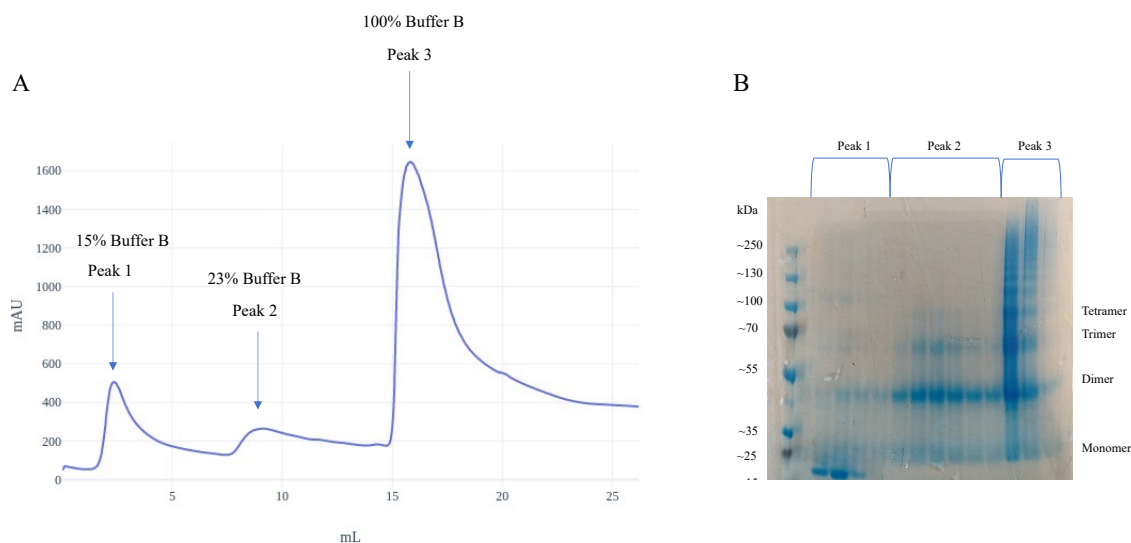 100% Buffer B
Peak 3
A
B
Peak 1
Peak 2
Peak 3
1600
1400
1200
1000
800
600
400
200
0
mAU
15% Buffer B
Peak 1
23% Buffer B
Peak 2
5
10
15
20
25
mL
kDa
~250
~130
~100
~70
~55
~35
~25
Tetramer
Trimer
Dimer
Monomer